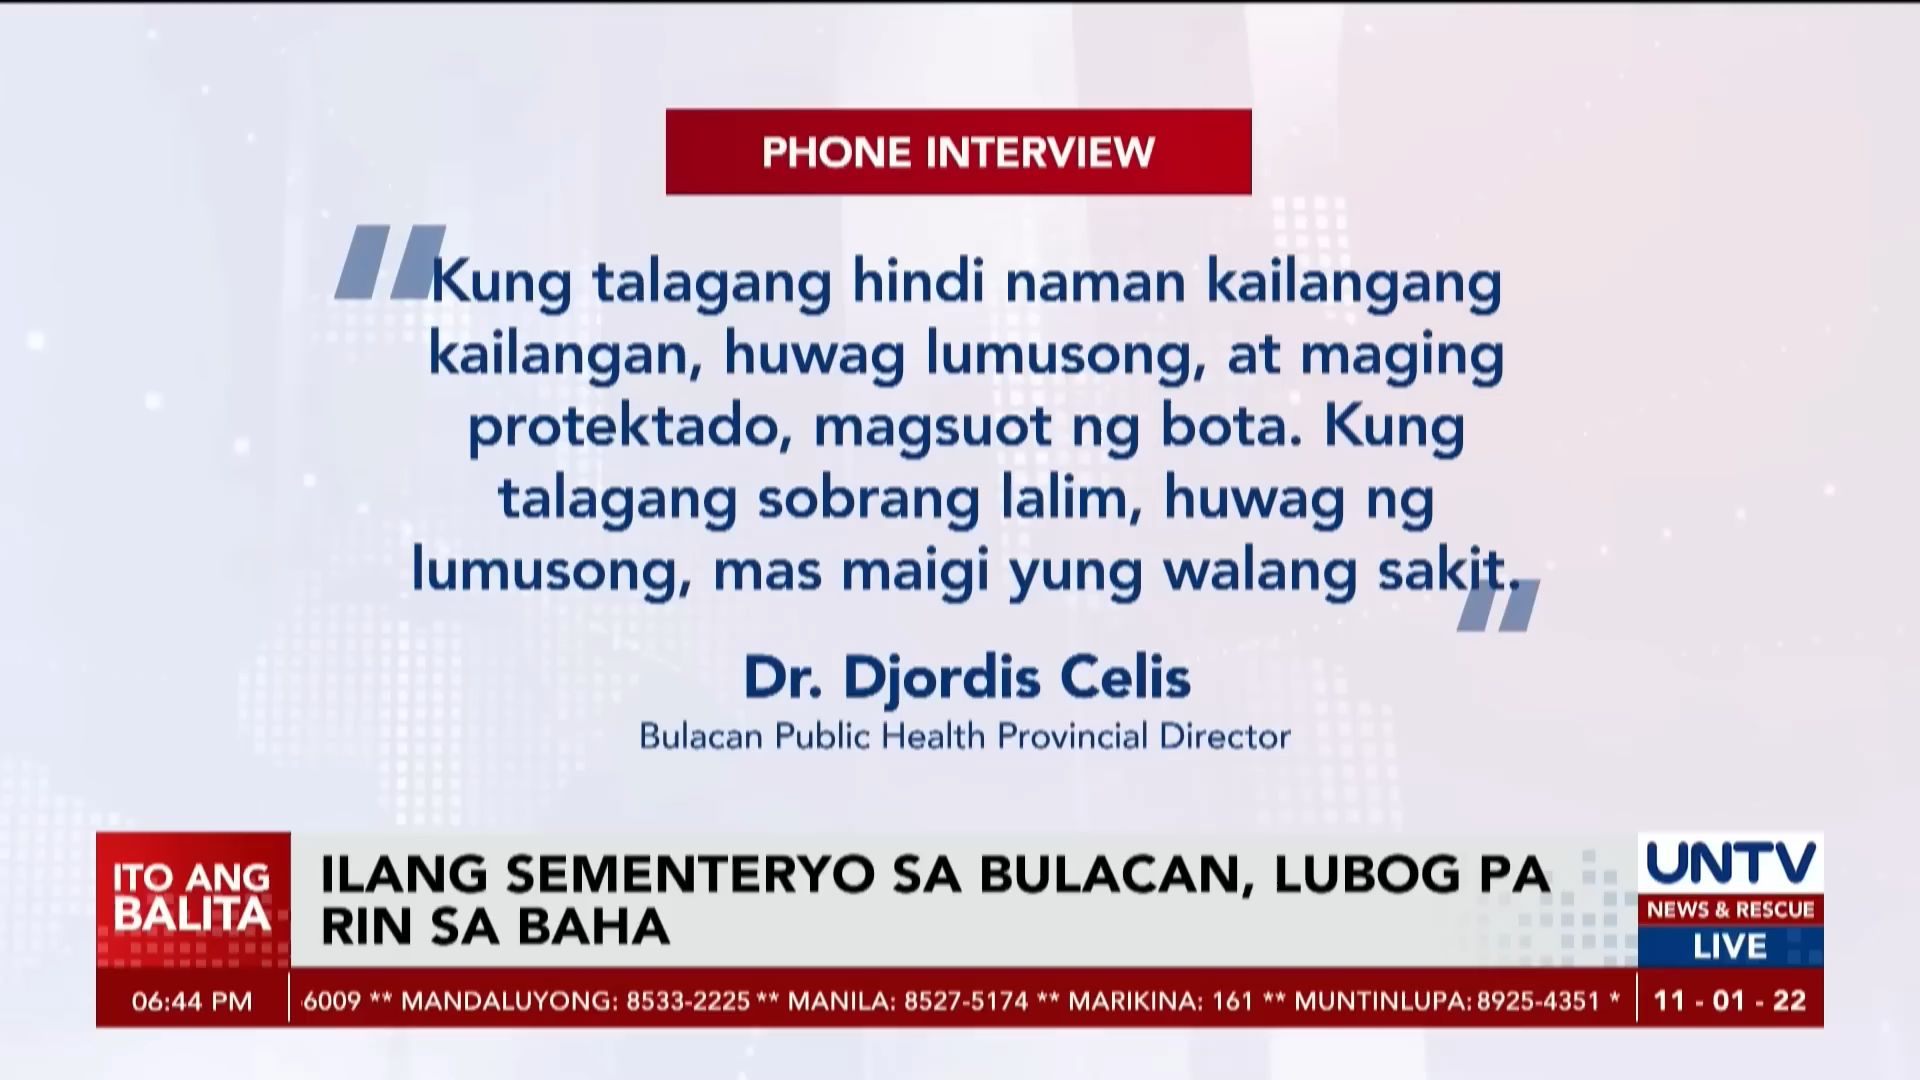 PHONE INTERVIEW
"Kung talagang hindi naman kailangang
kailangan, huwag lumusong, at maging
protektado, magsuot ng bota. Kung
talagang sobrang lalim, huwag ng
lumusong, mas maigi yung walang sakit."
Dr. Djordis Celis
Bulacan Public Health Provincial Director
ITO ANG
BALITA
ILANG SEMENTERYO SA BULACAN, LUBOG PA
RIN SA BAHA
UNTV
NEWS & RESCUE
LIVE
06:44 PM
6009 ** MANDALUYONG: 8533-2225 ** MANILA: 8527-5174 ** MARIKINA: 161 ** MUNTINLUPA: 8925-4351 *
11 - 01 - 22